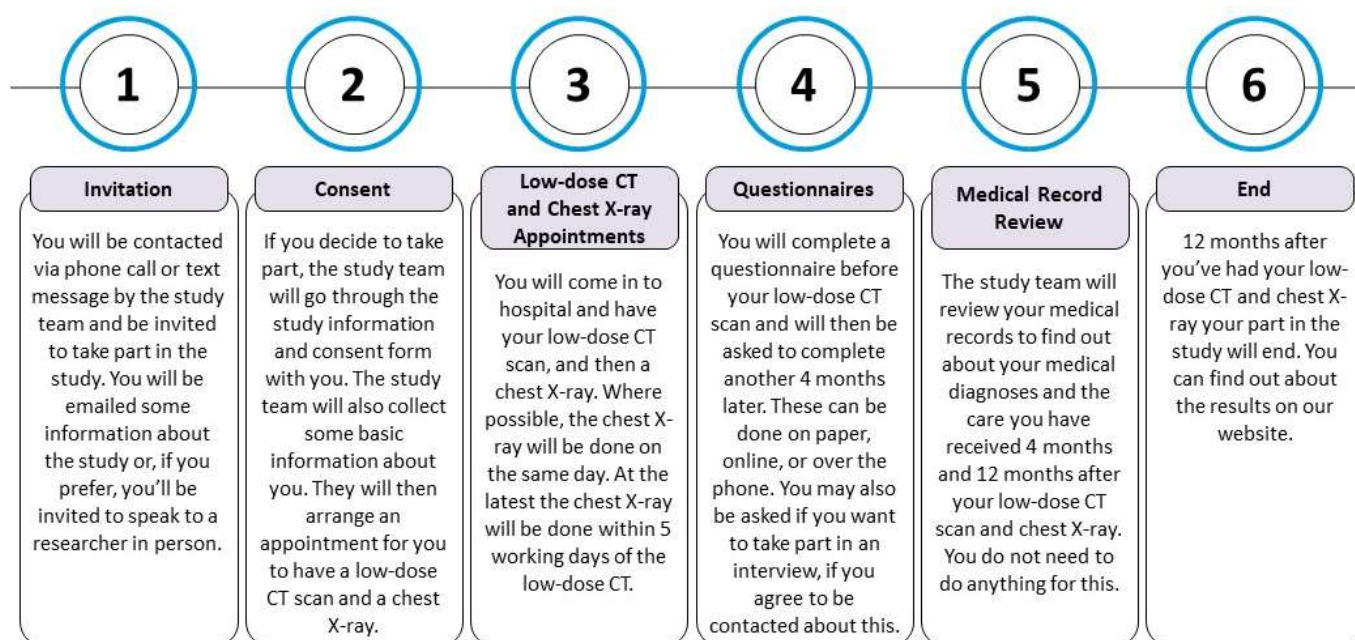 1
2
3
4
5
6
Invitation
You will be contacted
via phone call or text
message by the study
team and be invited
to take part in the
study. You will be
emailed some
information about
the study or, if you
prefer, you'll be
invited to speak to a
researcher in person.
Consent
If you decide to take
part, the study team
will go through the
study information
and consent form
with you. The study
team will also collect
some basic
information about
you. They will then
arrange an
appointment for you
to have a low-dose
CT scan and a chest
X-ray.
Low-dose CT
and Chest X-ray
Appointments
You will come in to
hospital and have
your low-dose CT
scan, and then a
chest X-ray. Where
possible, the chest X-
ray will be done on
the same day. At the
latest the chest X-ray
will be done within 5
working days of the
low-dose CT.
Questionnaires
You will complete a
questionnaire before
your low-dose CT
scan and will then be
asked to complete
another 4 months
later. These can be
done on paper,
online, or over the
phone. You may also
be asked if you want
to take part in an
interview, if you
agree to be
contacted about this.
Medical Record
Review
The study team will
review your medical
records to find out
about your medical
diagnoses and the
care you have
received 4 months
and 12 months after
your low-dose CT
scan and chest X-ray.
You do not need to
do anything for this.
End
12 months after
you've had your low-
dose CT and chest X-
ray your part in the
study will end. You
can find out about
the results on our
website.